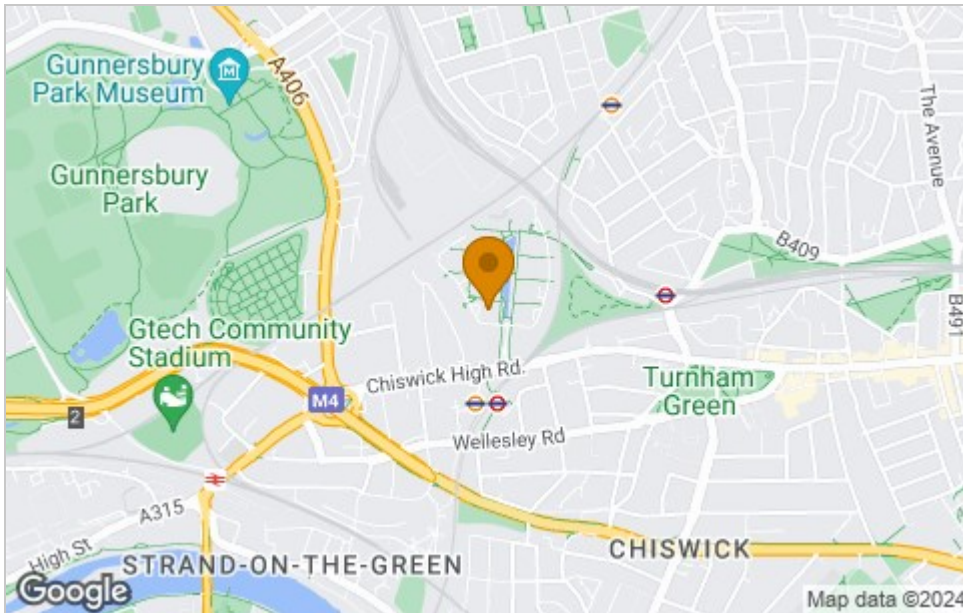 Gunnersbury
Park Museum
A406
Gunnersbury
Park
The Avenue
B409
B491
Gtech Community
Stadium
Chiswick High Rd.
M4
2
Turnham
Green
Wellesley Rd
A315
High St
STRAND-ON-THE-GREEN
CHISWICK
Google
Map data ©2024